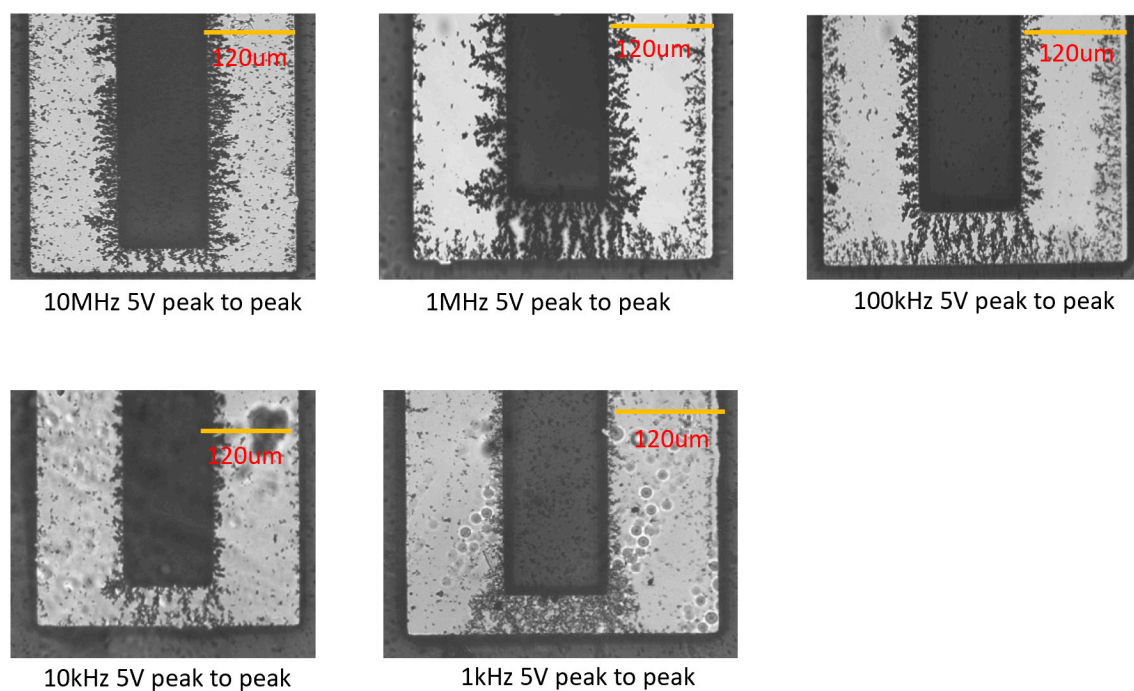 120um
120um
120um
10MHz 5V peak to peak
1MHz 5V peak to peak
100kHz 5V peak to peak
120um
120um
10kHz 5V peak to peak
1kHz 5V peak to peak